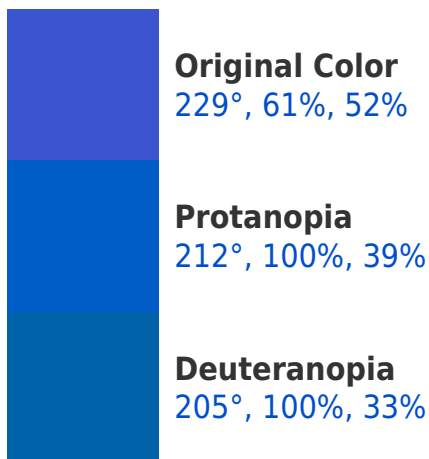 Original Color
229°, 61%, 52%
Protanopia
212°, 100%, 39%
Deuteranopia
205°, 100%, 33%